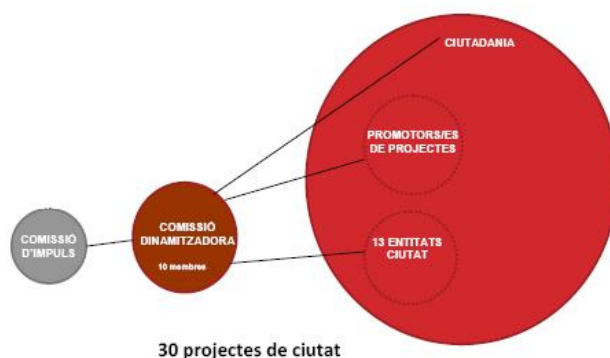 CIUTADANIA
PROMOTORS/ES
DE PROJECTES
COMISSIÓ
D'IMPULS
COMISSIÓ
DINAMITZADORA
10 membres
13 ENTITATS
CIUTAT
30 projectes de ciutat